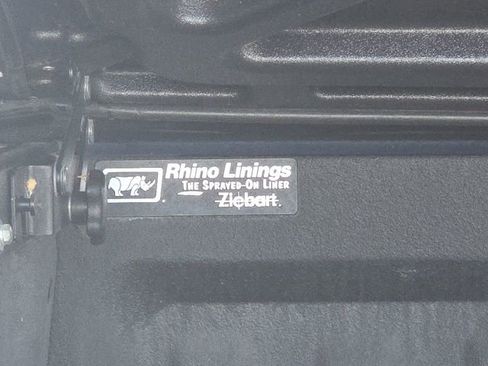 Rhino Linings
THE SPRAYED-ON LINER
Ziebart.